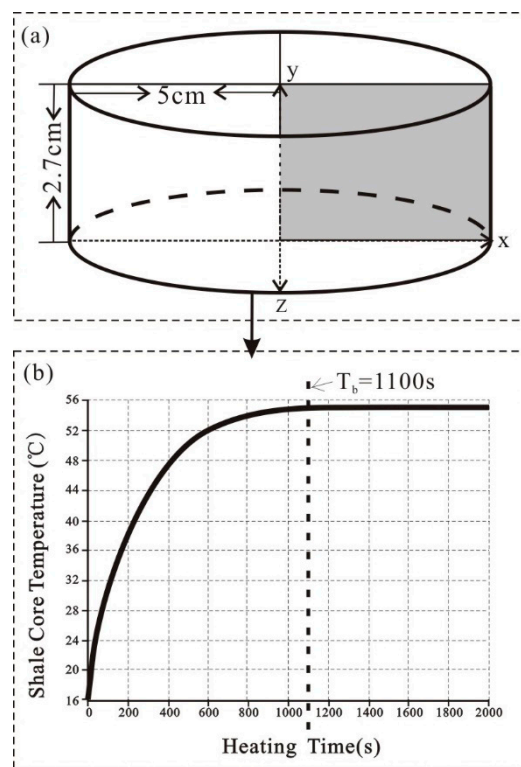 (a)
y
5cm
2.7cm
x
z
(b)
T_b=1100s
56
52
48
44
40
36
32
28
24
20
16
Shale Core Temperature (℃)
0 200 400 600 800 1000 1200 1400 1600 1800 2000
Heating Time(s)